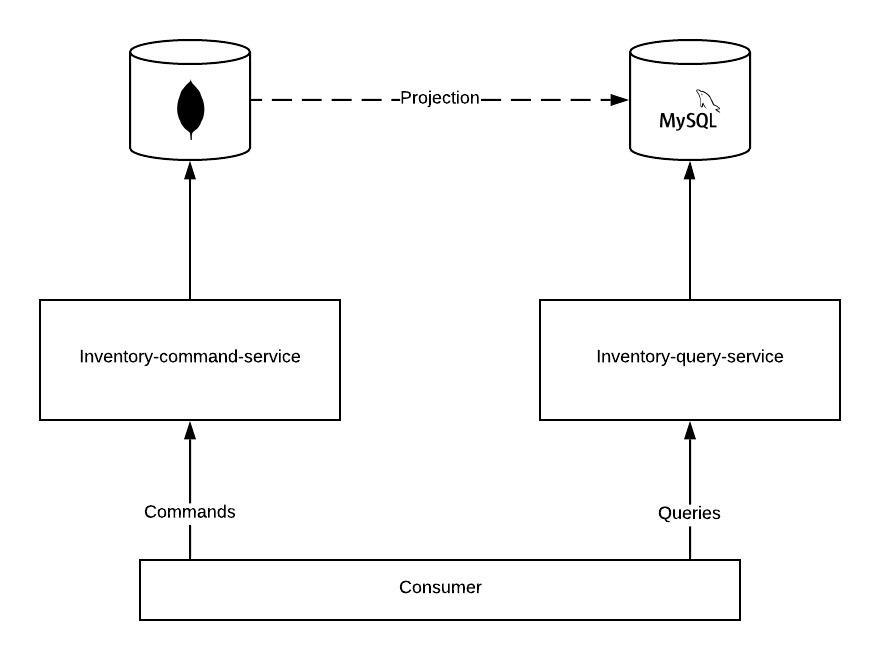 Projection
MySQL
Inventory-command-service
Inventory-query-service
Commands
Queries
Consumer